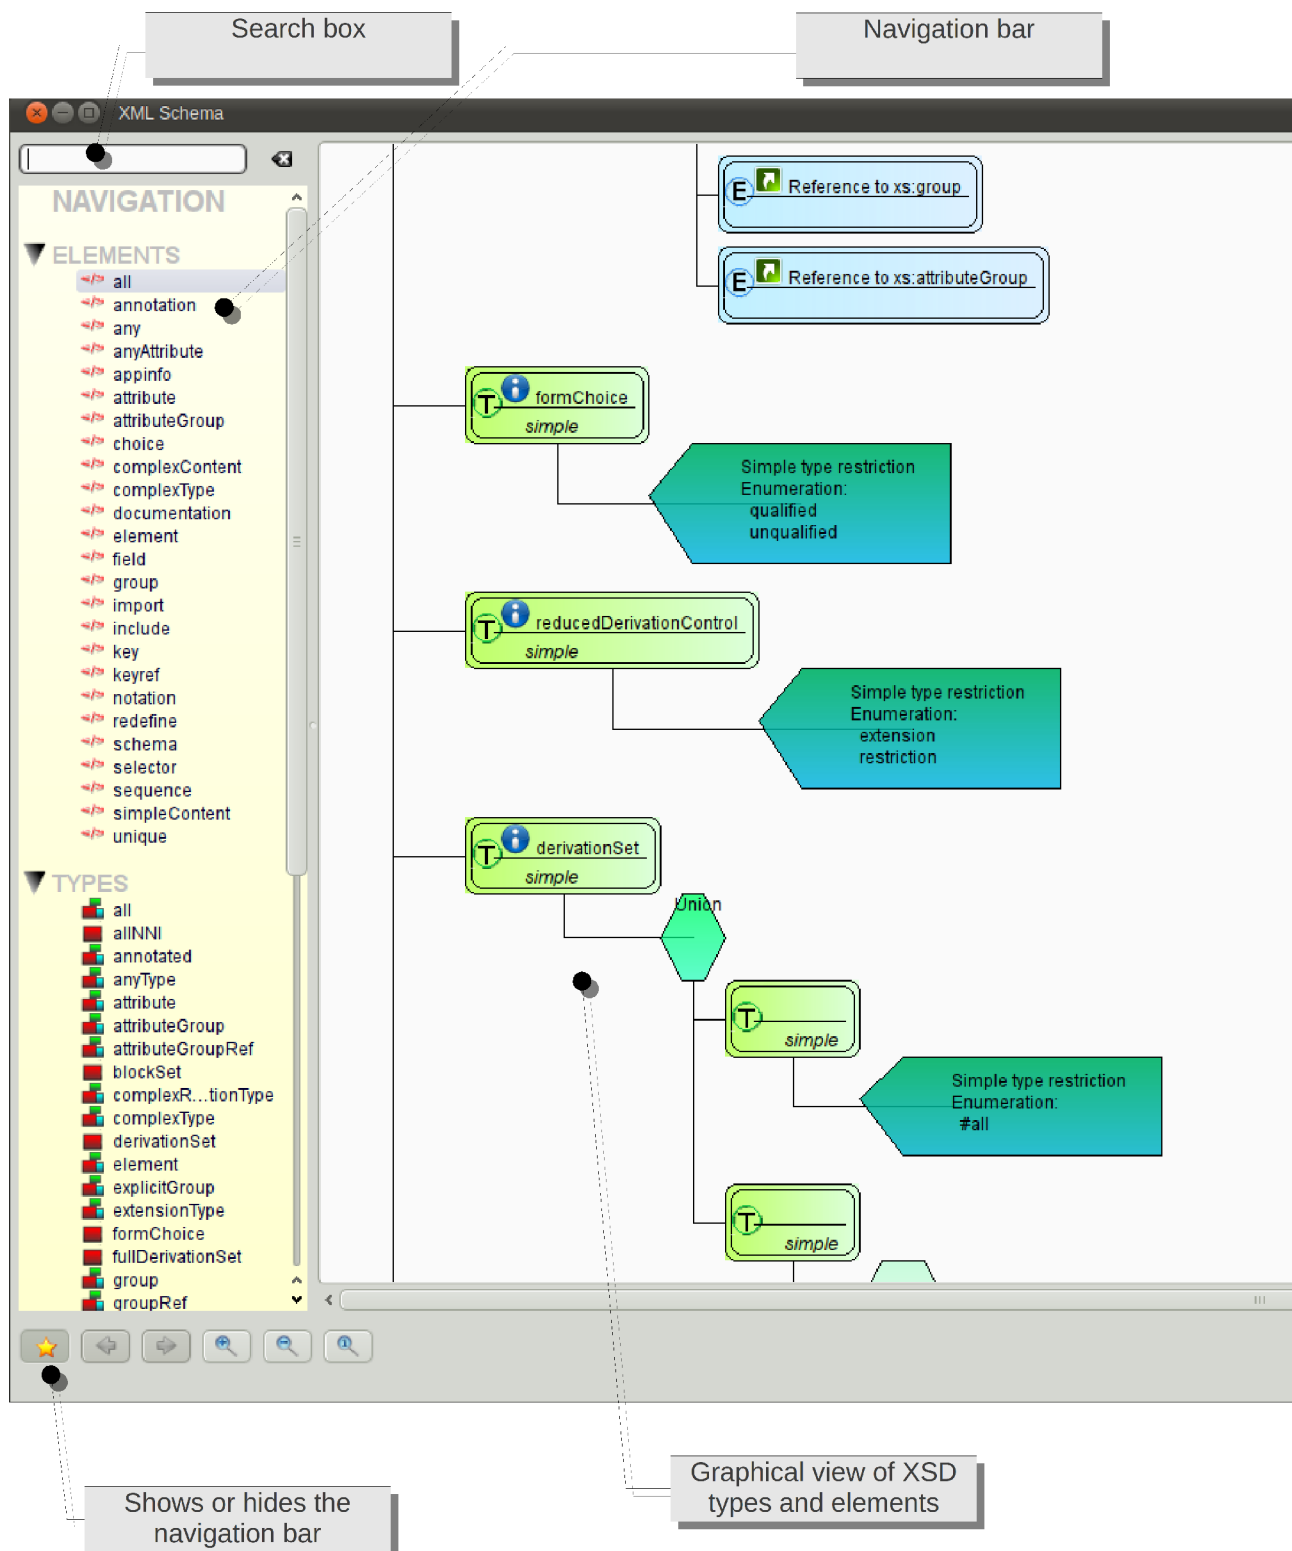 Search box
Navigation bar
XML Schema
NAVIGATION
ELEMENTS
all
annotation
any
anyAttribute
appinfo
attribute
attributeGroup
choice
complexContent
complexType
documentation
element
field
group
import
include
key
keyref
notation
redefine
schema
selector
sequence
simpleContent
unique
TYPES
all
allNNI
annotated
anyType
attribute
attributeGroup
attributeGroupRef
blockSet
complexR...tionType
complexType
derivationSet
element
explicitGroup
extensionType
formChoice
fullDerivationSet
group
groupRef
E Reference to xs:group
E Reference to xs:attributeGroup
T formChoice
simple
Simple type restriction
Enumeration:
qualified
unqualified
T reducedDerivationControl
simple
Simple type restriction
Enumeration:
extension
restriction
T derivationSet
simple
Union
T
simple
Simple type restriction
Enumeration:
#all
T
simple
Shows or hides the
navigation bar
Graphical view of XSD
types and elements